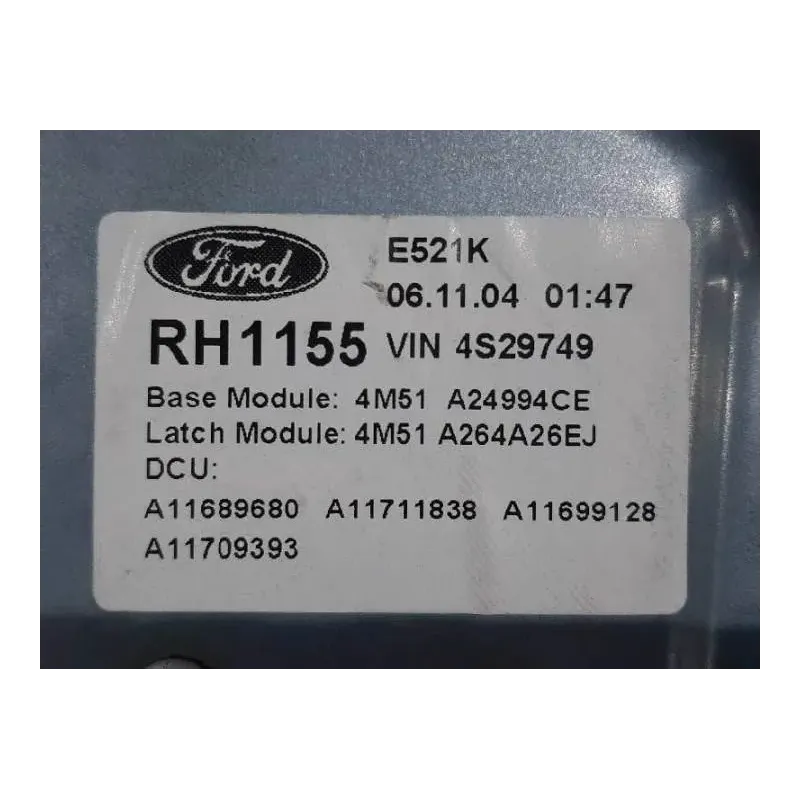 Ford E521K
06.11.04 01:47
RH1155 VIN 4S29749
Base Module: 4M51 A24994CE
Latch Module: 4M51 A264A26EJ
DCU:
A11689680 A11711838 A11699128
A11709393